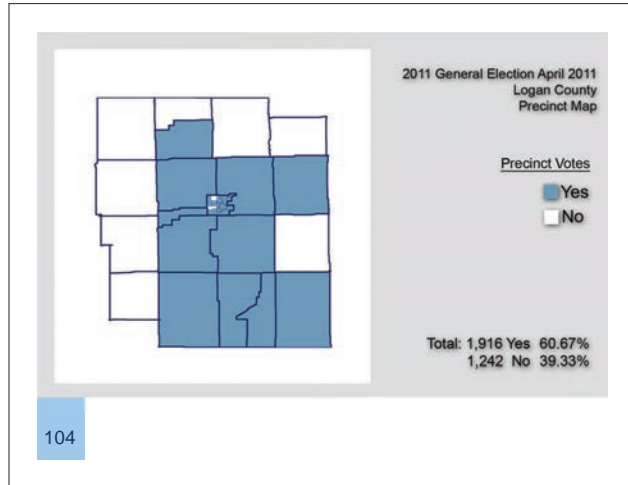 2011 General Election April 2011
Logan County
Precinct Map
Precinct Votes
Yes
No
Total: 1,916 Yes 60.67%
1,242 No 39.33%
104